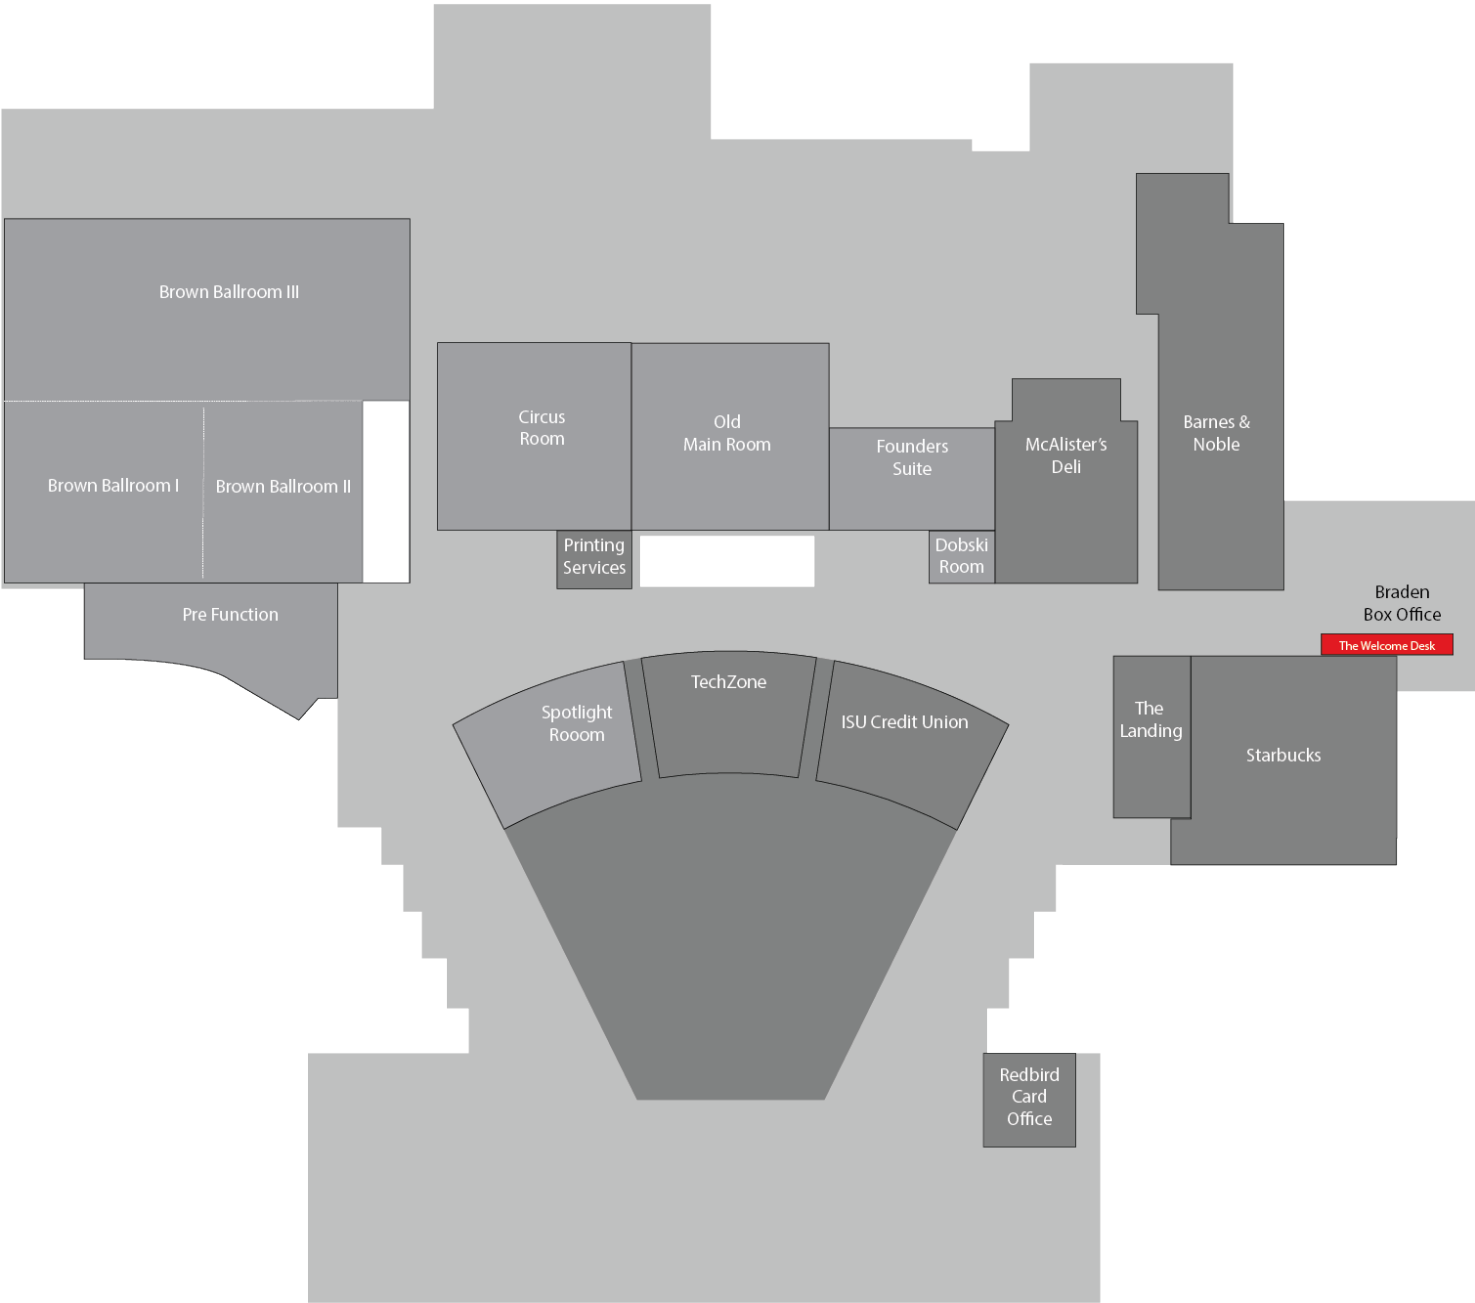 Brown Ballroom III
Circus
Room
Old
Main Room
Founders
Suite
McAlister's
Deli
Barnes &
Noble
Brown Ballroom I
Brown Ballroom II
Printing
Services
Dobski
Room
Braden
Box Office
Pre Function
The Welcome Desk
TechZone
Spotlight
Rooom
ISU Credit Union
The
Landing
Starbucks
Redbird
Card
Office